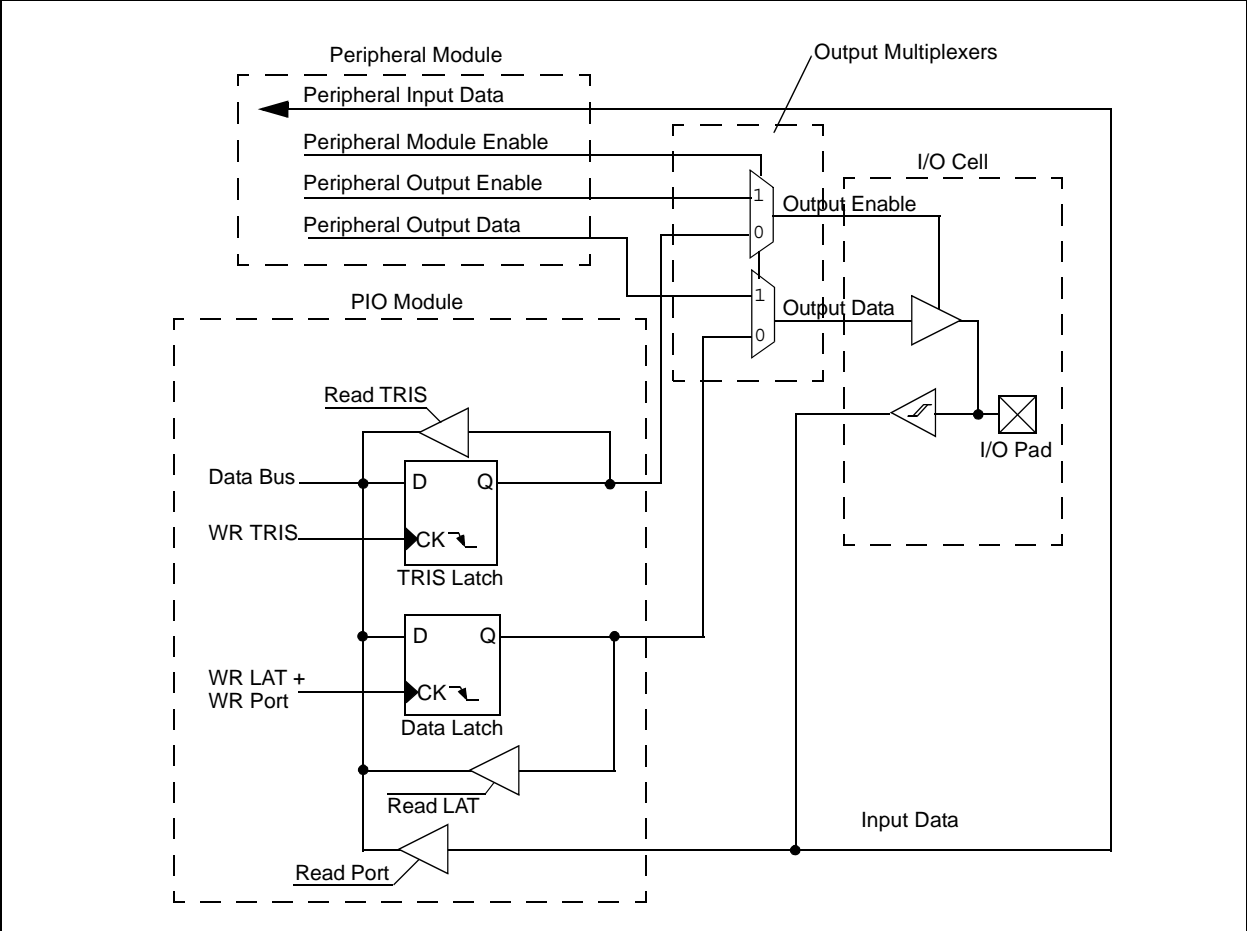 Output Multiplexers
Peripheral Module
Peripheral Input Data
Peripheral Module Enable
I/O Cell
Peripheral Output Enable
1
Output Enable
Peripheral Output Data
0
1
PIO Module
Output Data
0
Read TRIS
I/O Pad
Data Bus
D
Q
WR TRIS
CK
TRIS Latch
D
Q
WR LAT +
WR Port
CK
Data Latch
Read LAT
Input Data
Read Port